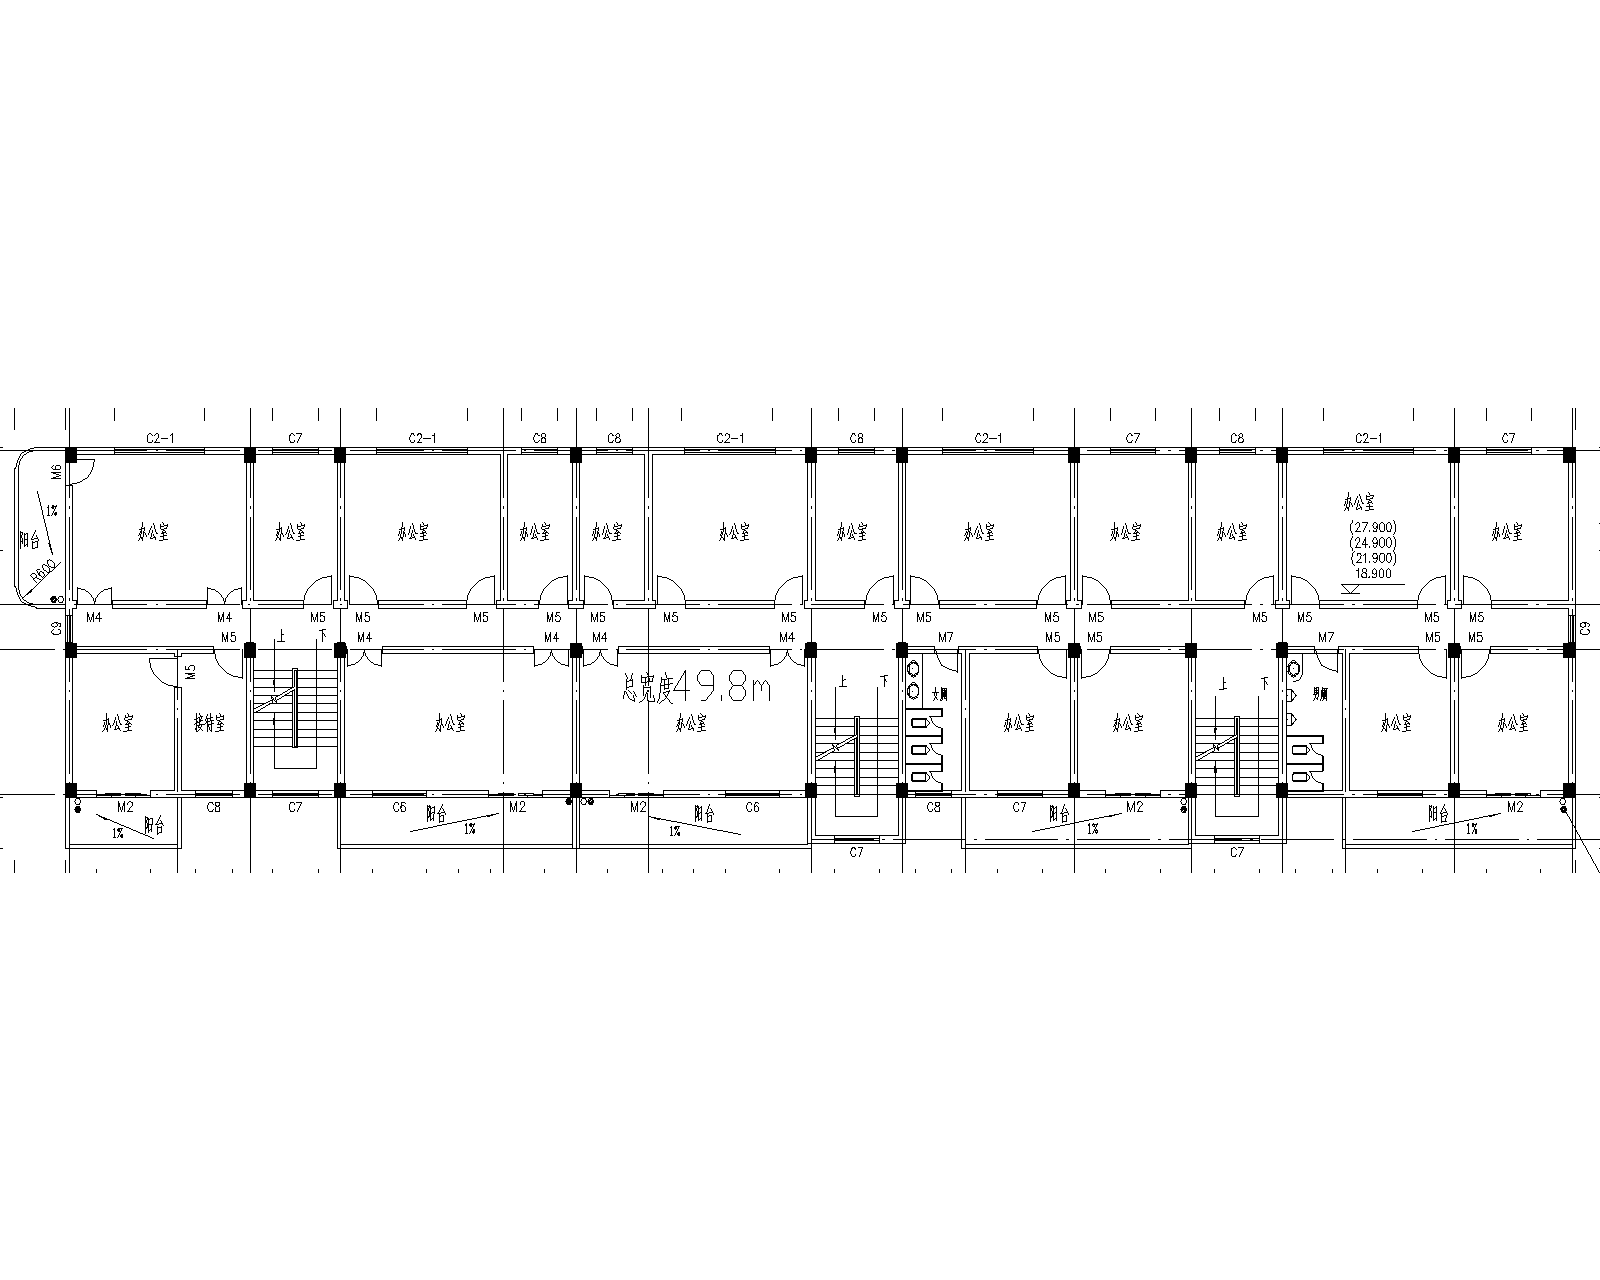 C2-1 C7 C2-1 C8 C8 C2-1 C8 C2-1 C7 C8 C2-1 C7
M6
办公室
1%
(27.900)
阳台 办公室 办公室 办公室 办公室 办公室 办公室 办公室 办公室 办公室 办公室 办公室
(24.900)
(21.900)
R600
18.900
M4 M4 M5 M5 M5 M5 M5 M5 M5 M5 M5 M5 M5 M5 M5 M5
C9 C9
M5 上 下 M4 M4 M4 M4 M7 M5 M5 M7 M5 M5
M5
总宽度49.8m
上 下 上 下
女厕 男厕
办公室 接待室 办公室 办公室 办公室 办公室 办公室 办公室
M2 C8 C7 C6 M2 M2 C6 C8 C7 M2 M2
阳台 阳台 阳台 阳台 阳台
1% 1% 1% 1% 1%
C7 C7